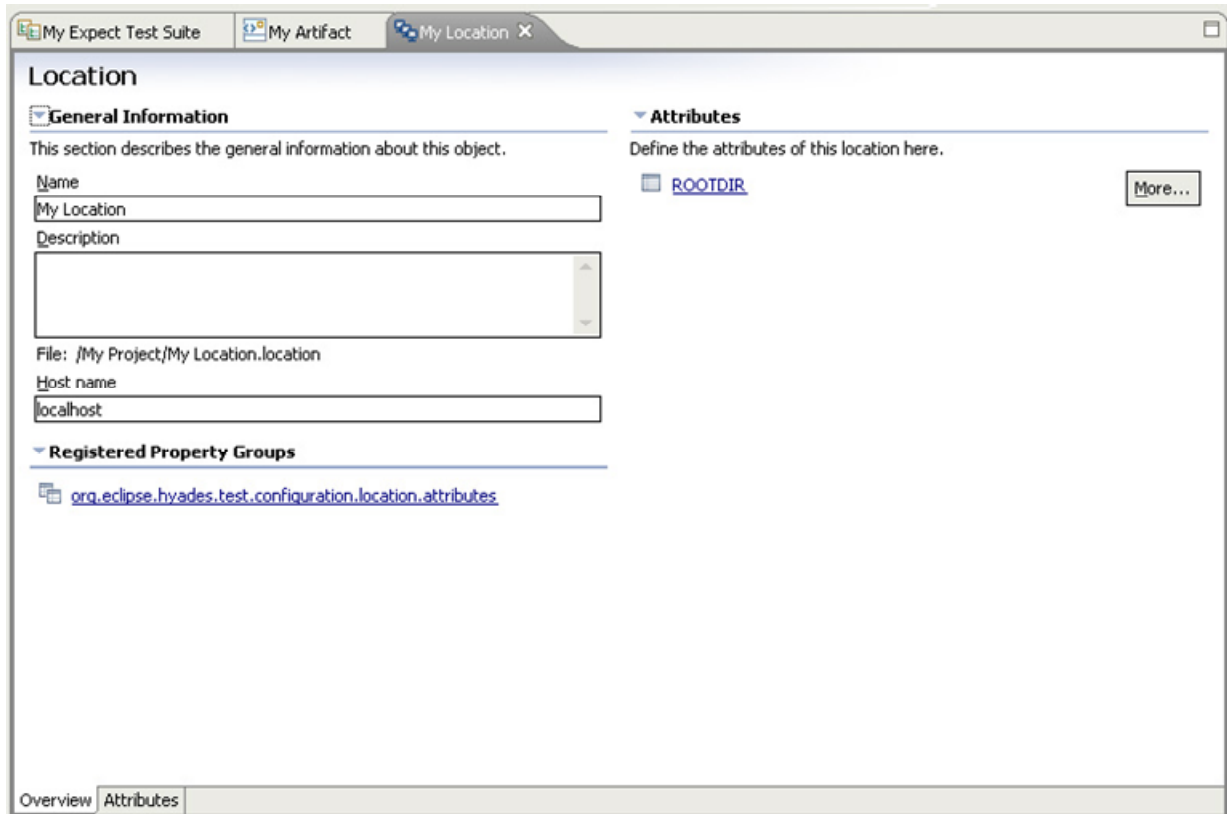 My Expect Test Suite
My Artifact
My Location
Location
General Information
This section describes the general information about this object.
Name
My Location
Description
File: /My Project/My Location.location
Host name
localhost
Registered Property Groups
org.eclipse.hyades.test.configuration.location.attributes
Attributes
Define the attributes of this location here.
ROOTDIR
More...
Overview
Attributes